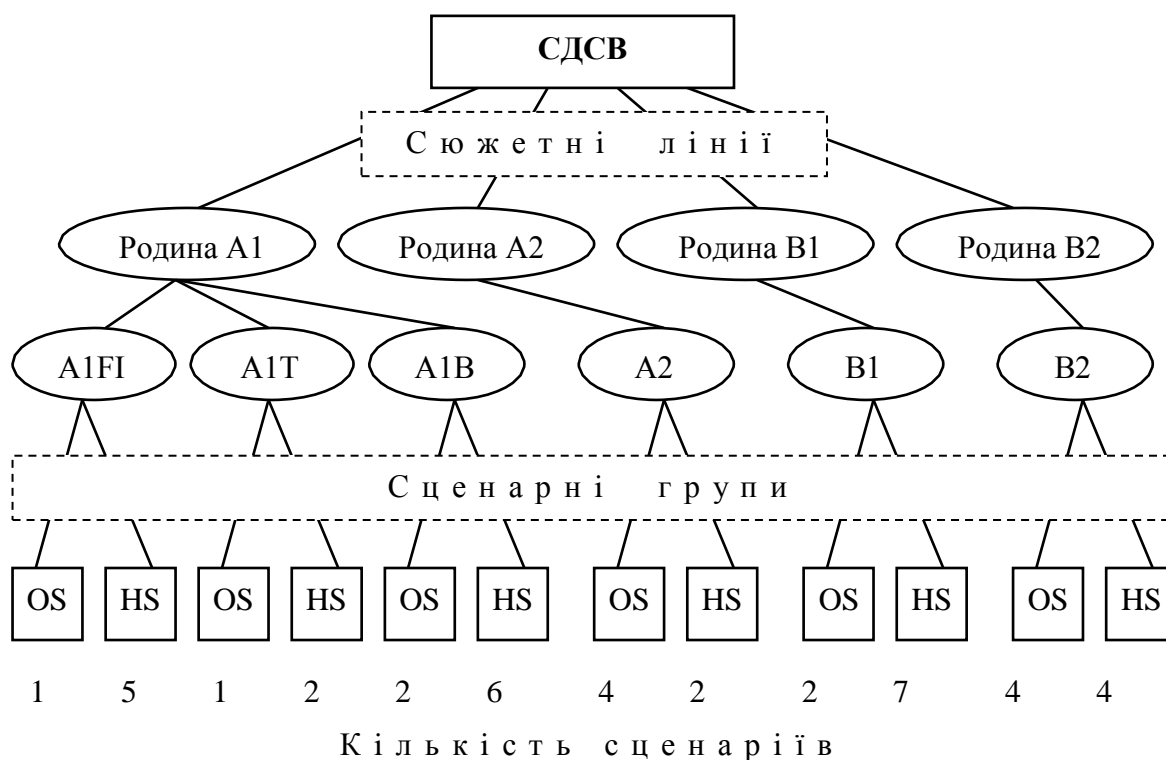 СДСВ
Сюжетні лінії
Родина А1 Родина А2 Родина В1 Родина В2
A1FI A1T A1B A2 B1 B2
Сценарні групи
OS HS OS HS OS HS OS HS OS HS OS HS
1 5 1 2 2 6 4 2 2 7 4 4
Кількість сценаріїв